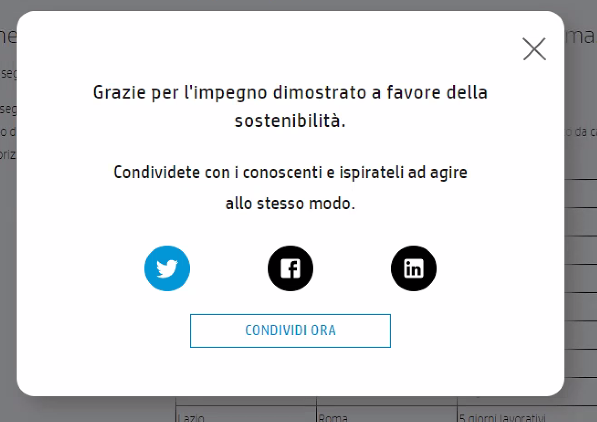 Grazie per l'impegno dimostrato a favore della
sostenibilità.
Condividete con i conoscenti e ispirateli ad agire
allo stesso modo.
CONDIVIDI ORA
Lazio Roma 5 giorni lavorativi